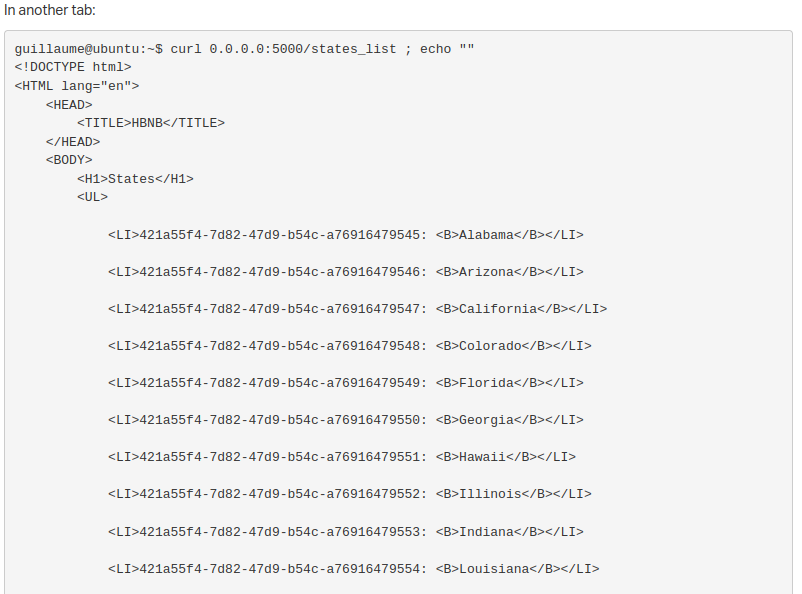 In another tab:
guillaume@ubuntu:~$ curl 0.0.0.0:5000/states_list ; echo ""
<!DOCTYPE html>
<HTML lang="en">
    <HEAD>
        <TITLE>HBNB</TITLE>
    </HEAD>
    <BODY>
        <H1>States</H1>
        <UL>
            <LI>421a55f4-7d82-47d9-b54c-a76916479545: <B>Alabama</B></LI>
            <LI>421a55f4-7d82-47d9-b54c-a76916479546: <B>Arizona</B></LI>
            <LI>421a55f4-7d82-47d9-b54c-a76916479547: <B>California</B></LI>
            <LI>421a55f4-7d82-47d9-b54c-a76916479548: <B>Colorado</B></LI>
            <LI>421a55f4-7d82-47d9-b54c-a76916479549: <B>Florida</B></LI>
            <LI>421a55f4-7d82-47d9-b54c-a76916479550: <B>Georgia</B></LI>
            <LI>421a55f4-7d82-47d9-b54c-a76916479551: <B>Hawaii</B></LI>
            <LI>421a55f4-7d82-47d9-b54c-a76916479552: <B>Illinois</B></LI>
            <LI>421a55f4-7d82-47d9-b54c-a76916479553: <B>Indiana</B></LI>
            <LI>421a55f4-7d82-47d9-b54c-a76916479554: <B>Louisiana</B></LI>